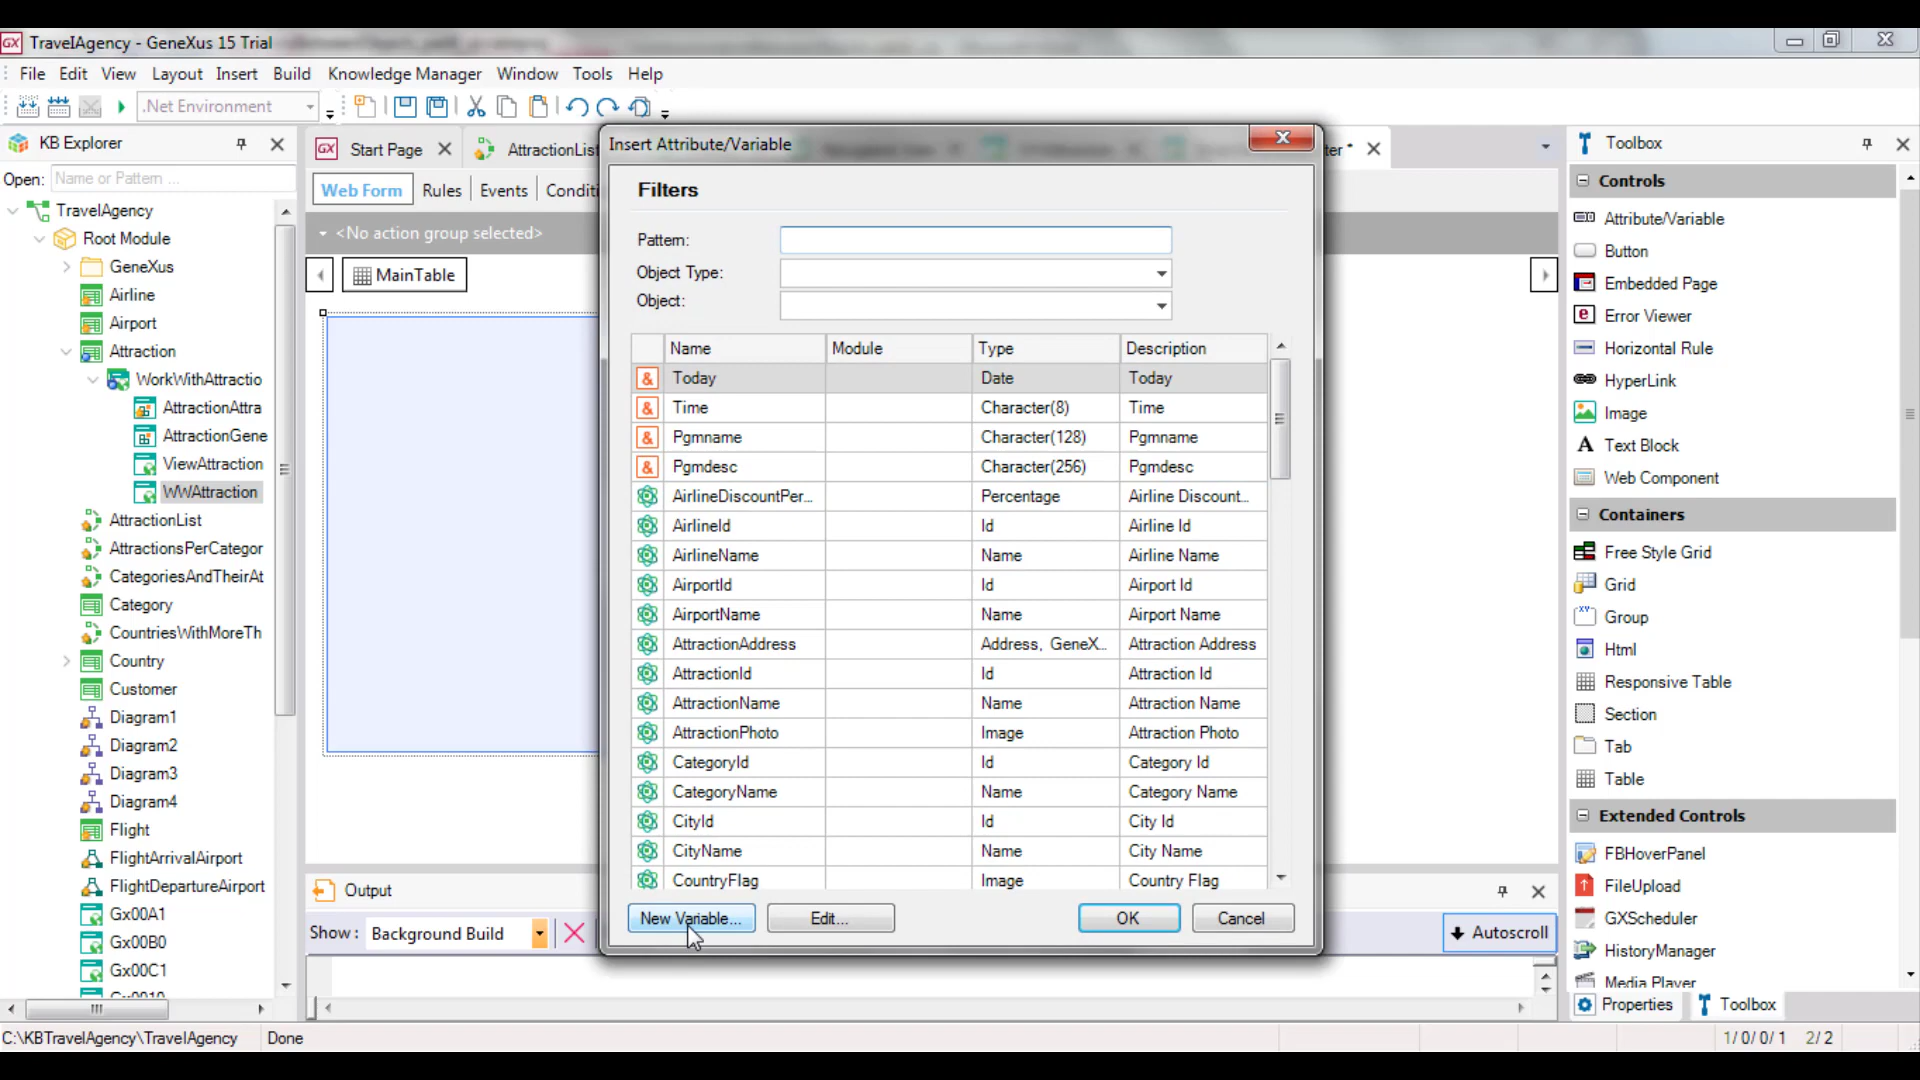 TravelAgency - GeneXus 15 Trial
File Edit View Layout Insert Build Knowledge Manager Window Tools Help
.Net Environment
KB Explorer
Open: Name or Pattern ...
TravelAgency
Root Module
GeneXus
Airline
Airport
Attraction
WorkWithAttractio
AttractionAttra
AttractionGene
ViewAttraction
WWAttraction
AttractionList
AttractionsPerCategor
CategoriesAndTheirAt
Category
CountriesWithMoreTh
Country
Customer
Diagram1
Diagram2
Diagram3
Diagram4
Flight
FlightArrivalAirport
FlightDepartureAirport
Gx00A1
Gx00B0
Gx00C1
Start Page
AttractionList
ter *
Web Form Rules Events Conditi
<No action group selected>
MainTable
Insert Attribute/Variable
Filters
Pattern:
Object Type:
Object:
Name Module Type Description
& Today Date Today
& Time Character(8) Time
& Pgmname Character(128) Pgmname
& Pgmdesc Character(256) Pgmdesc
AirlineDiscountPer... Percentage Airline Discount...
AirlineId Id Airline Id
AirlineName Name Airline Name
AirportId Id Airport Id
AirportName Name Airport Name
AttractionAddress Address, GeneX... Attraction Address
AttractionId Id Attraction Id
AttractionName Name Attraction Name
AttractionPhoto Image Attraction Photo
CategoryId Id Category Id
CategoryName Name Category Name
CityId Id City Id
CityName Name City Name
CountryFlag Image Country Flag
New Variable... Edit... OK Cancel
Output
Show: Background Build
Autoscroll
Toolbox
Controls
Attribute/Variable
Button
Embedded Page
Error Viewer
Horizontal Rule
HyperLink
Image
Text Block
Web Component
Containers
Free Style Grid
Grid
Group
Html
Responsive Table
Section
Tab
Table
Extended Controls
FBHoverPanel
FileUpload
GXScheduler
HistoryManager
Media Player
Properties Toolbox
C:\KBTravelAgency\TravelAgency Done 1/0/0/1 2/2